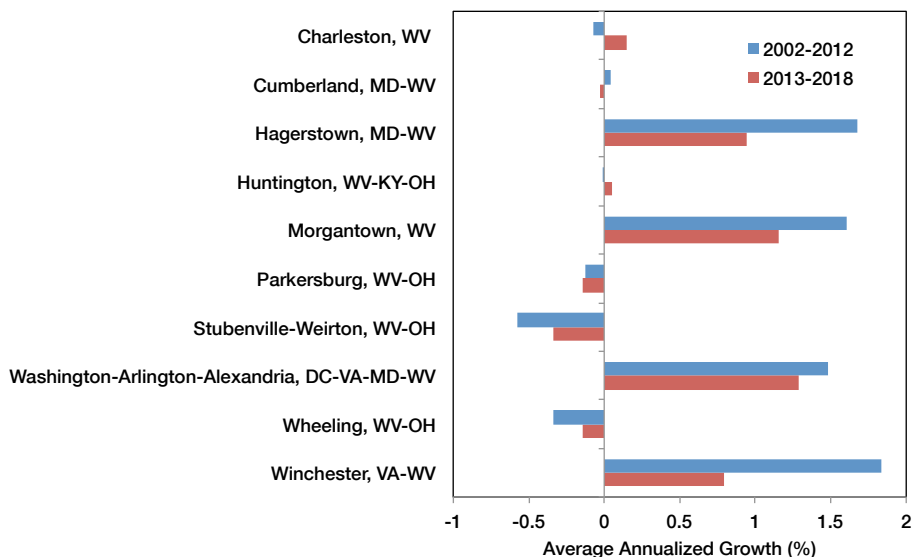 Charleston, WV
2002-2012
Cumberland, MD-WV
2013-2018
Hagerstown, MD-WV
Huntington, WV-KY-OH
Morgantown, WV
Parkersburg, WV-OH
Stubenville-Weirton, WV-OH
Washington-Arlington-Alexandria, DC-VA-MD-WV
Wheeling, WV-OH
Winchester, VA-WV
-1 -0.5 0 0.5 1 1.5 2
Average Annualized Growth (%)